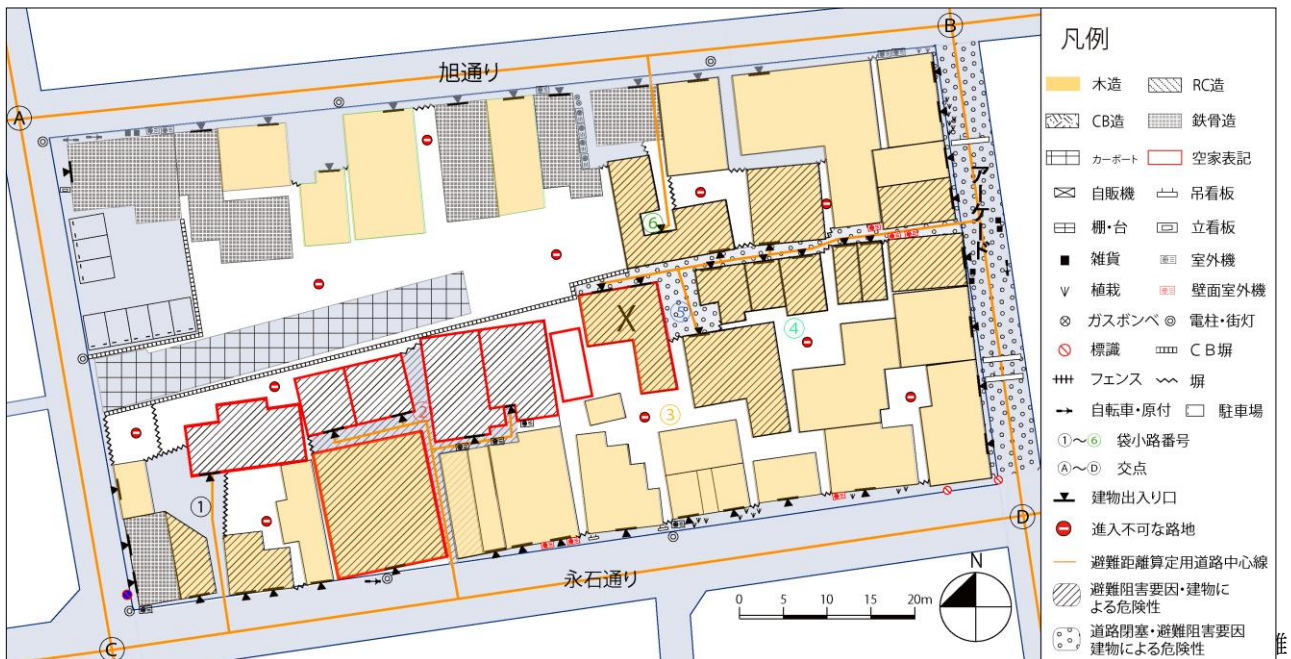 旭通り
A
B
アーケード
⑥
⑤
④
X
③
②
①
永石通り
C
D
N
0 5 10 15 20m
凡例
木造
RC造
CB造
鉄骨造
カーポート
空家表記
自販機
吊看板
棚・台
立看板
雑貨
室外機
植栽
壁面室外機
ガスボンベ
電柱・街灯
標識
CB塀
フェンス
塀
自転車・原付
駐車場
①~⑥ 袋小路番号
Ⓐ~Ⓓ 交点
建物出入り口
進入不可な路地
避難距離算定用道路中心線
避難阻害要因・建物に
よる危険性
道路閉塞・避難阻害要因
建物による危険性